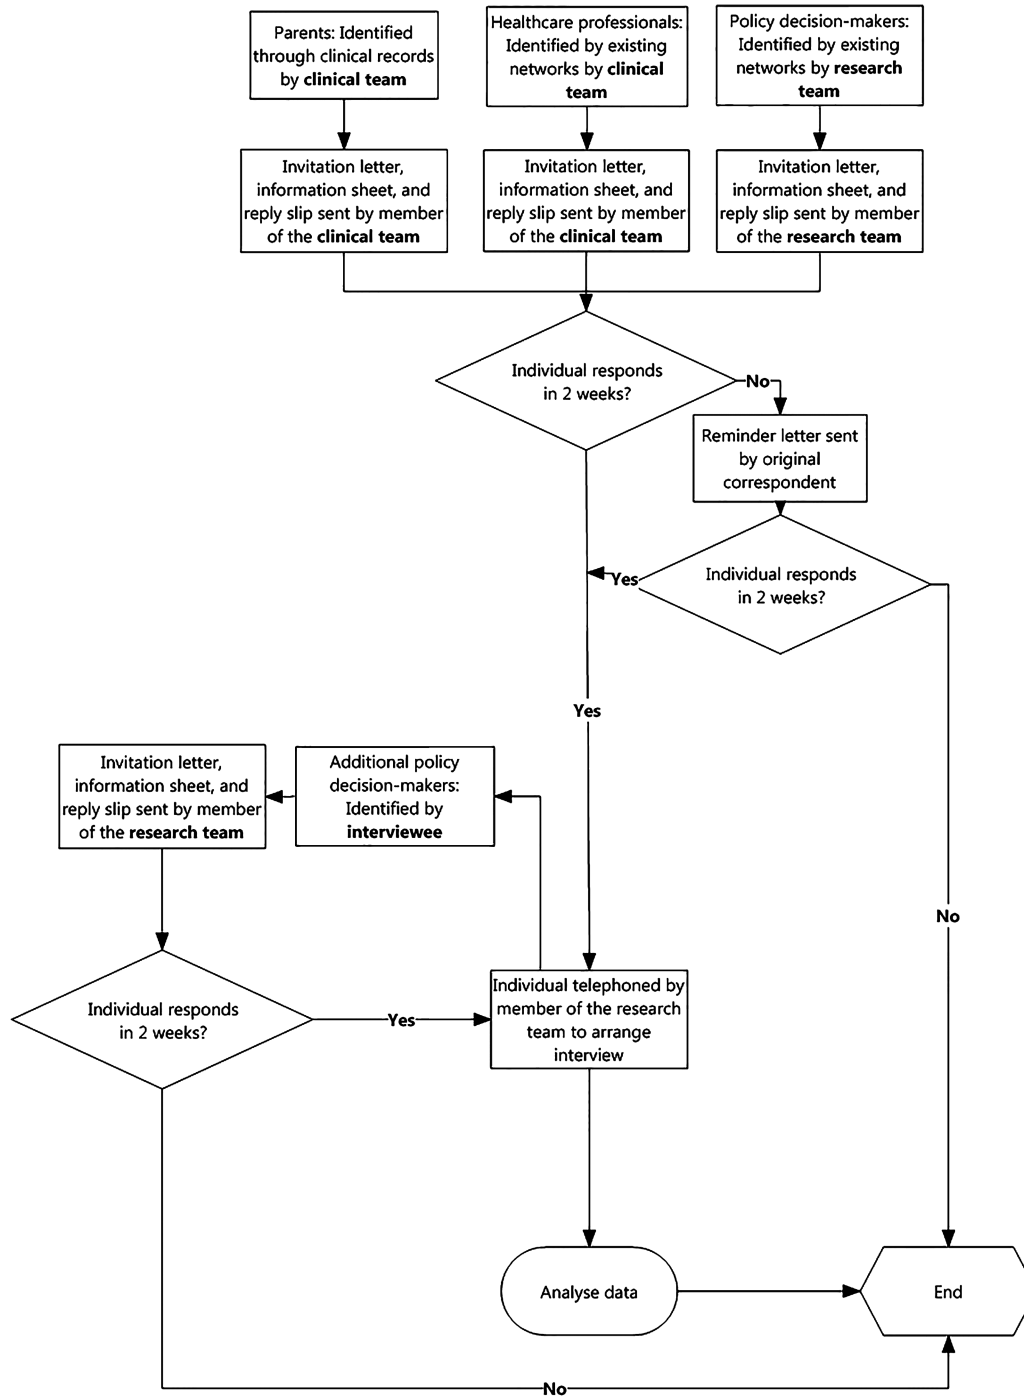 Parents: Identified
through clinical records
by clinical team
Healthcare professionals:
Identified by existing
networks by clinical
team
Policy decision-makers:
Identified by existing
networks by research
team
Invitation letter,
information sheet, and
reply slip sent by member
of the clinical team
Invitation letter,
information sheet, and
reply slip sent by member
of the clinical team
Invitation letter,
information sheet, and
reply slip sent by member
of the research team
Individual responds
in 2 weeks?
No
Reminder letter sent
by original
correspondent
Individual responds
in 2 weeks?
Yes
Yes
Invitation letter,
information sheet, and
reply slip sent by member
of the research team
Additional policy
decision-makers:
Identified by
interviewee
No
Individual responds
in 2 weeks?
Yes
Individual telephoned by
member of the research
team to arrange
interview
Analyse data
End
No